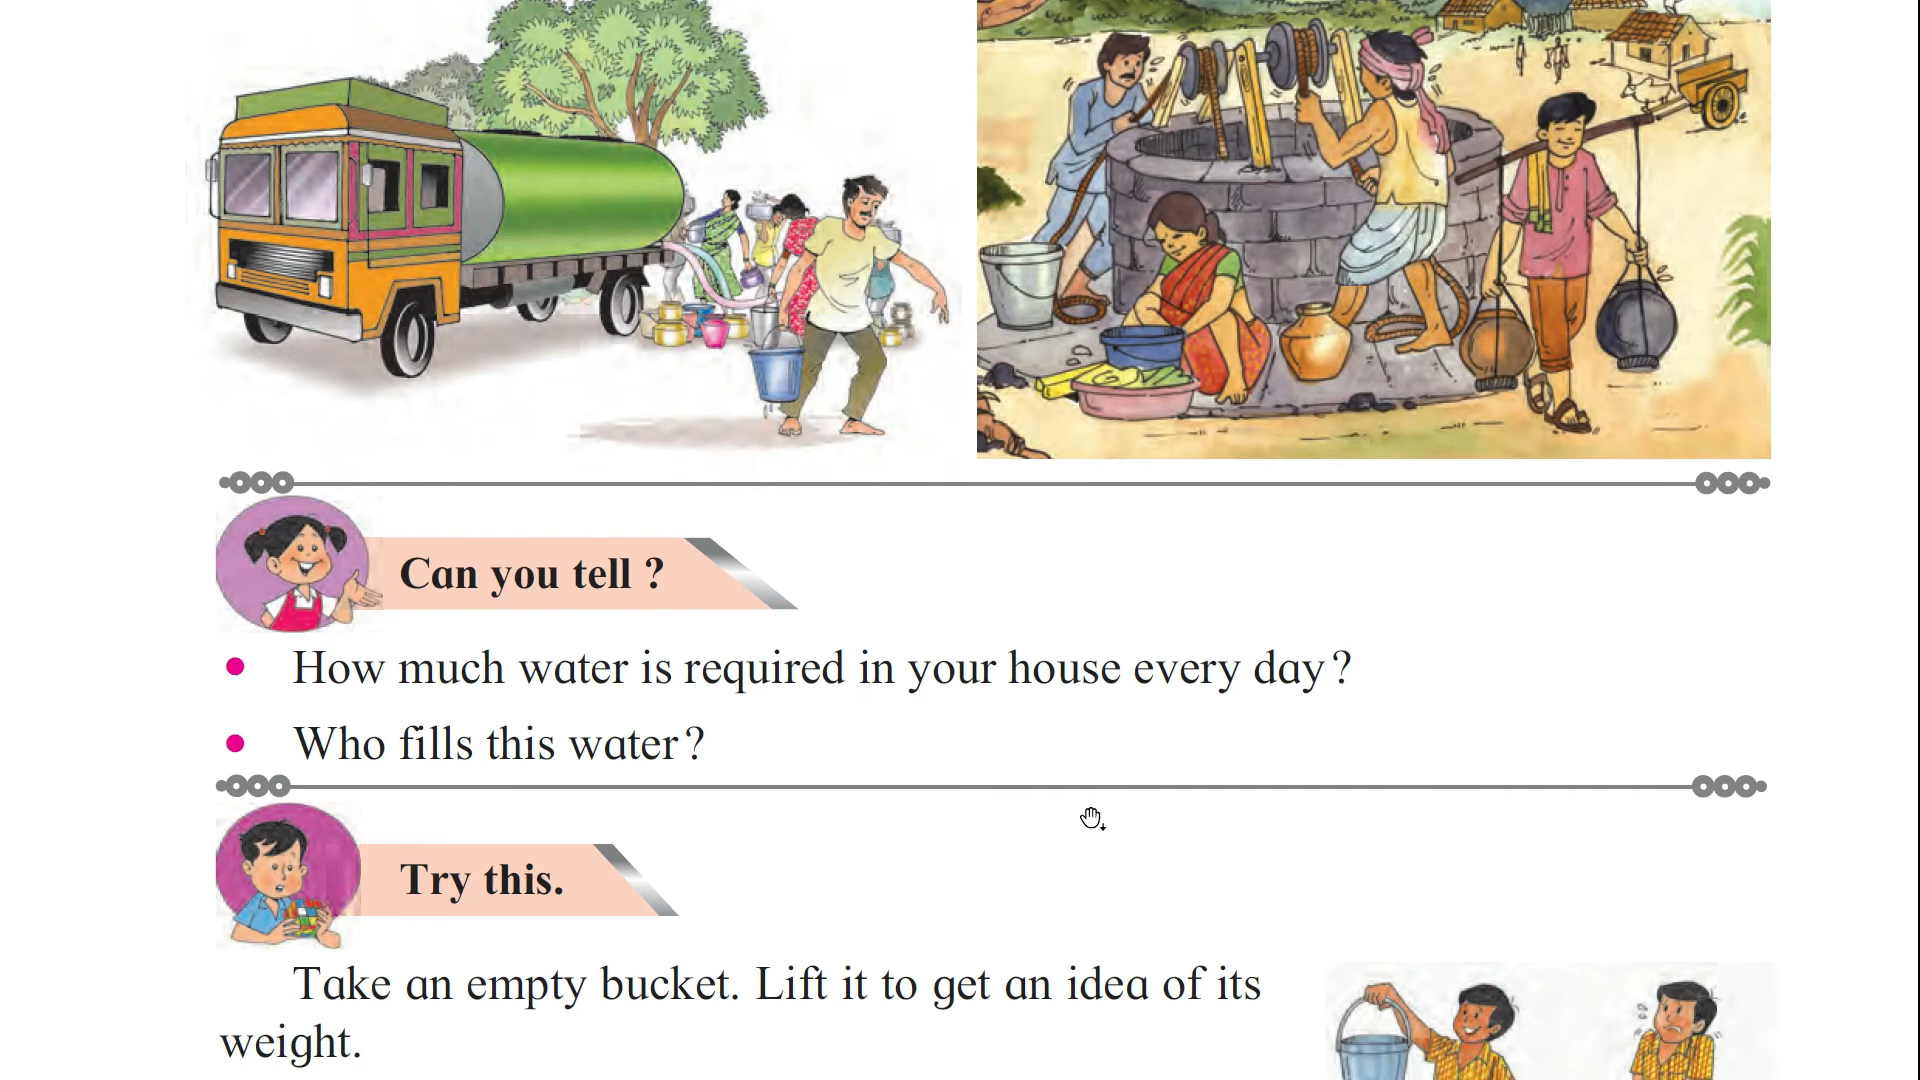 Can you tell ?
• How much water is required in your house every day?
• Who fills this water?
Try this.
Take an empty bucket. Lift it to get an idea of its
weight.